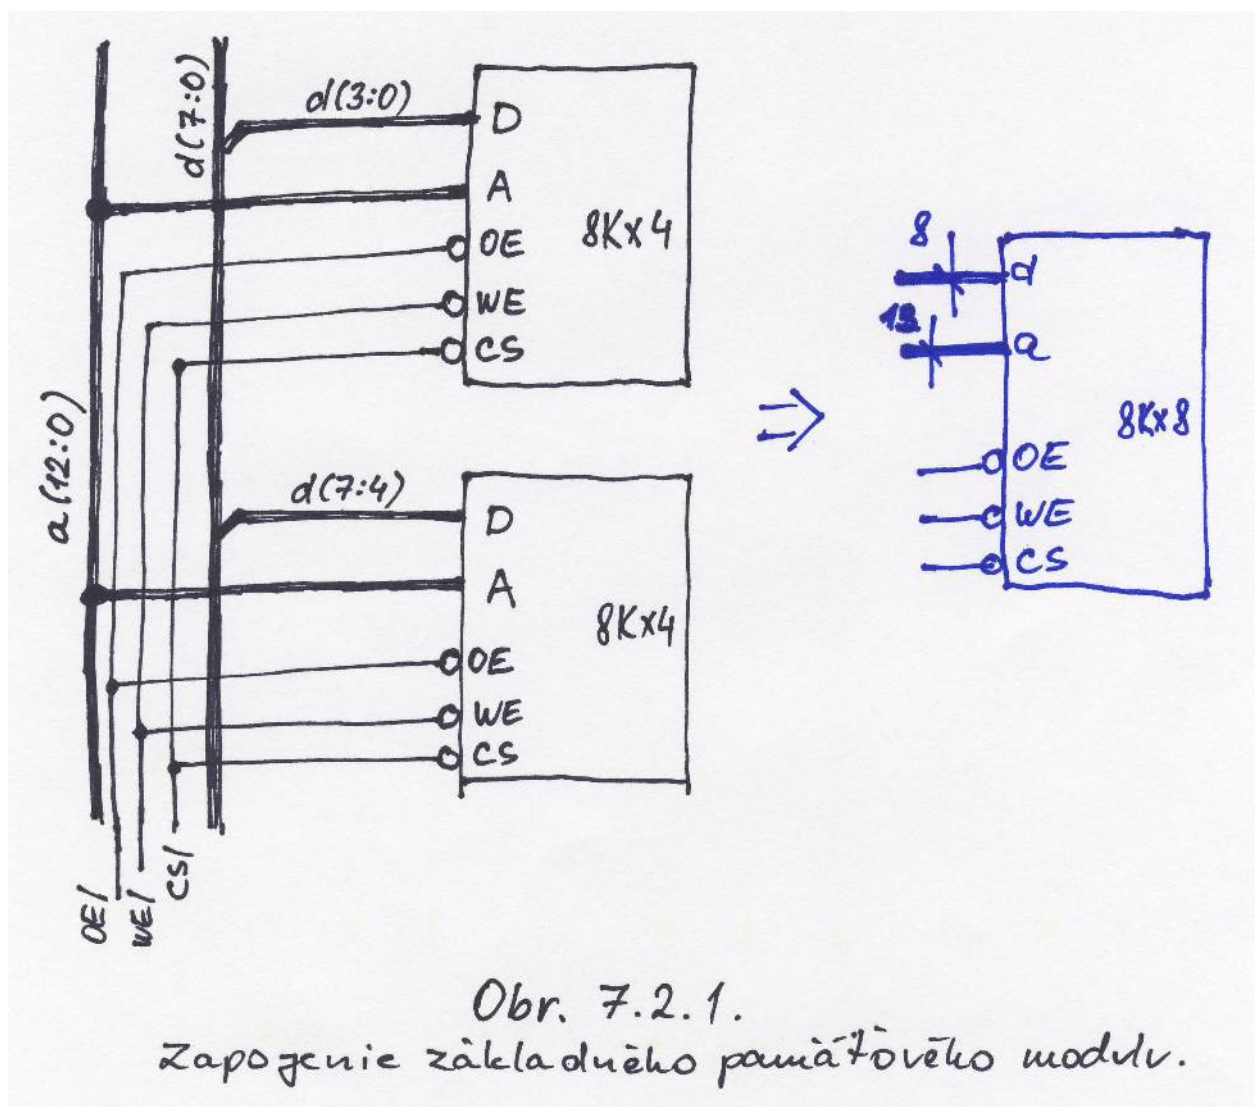 d(7:0)
d(3:0)
D
A
OE
WE
CS
8K×4
a(12:0)
d(7:4)
D
A
OE
WE
CS
8K×4
OE/
WE/
CS/
8
d
13
a
8K×8
OE
WE
CS
Obr. 7.2.1.
Zapojenie základného pamäťového modulu.